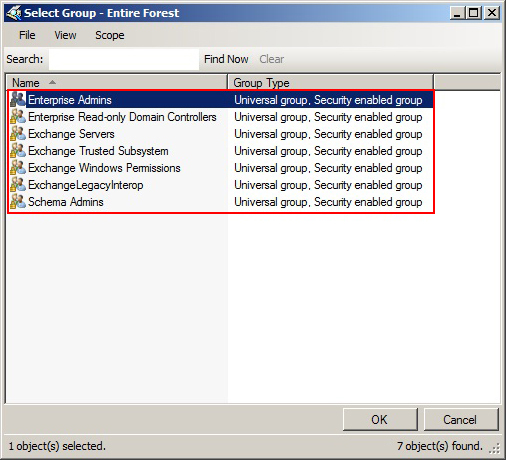 Select Group - Entire Forest
File View Scope
Search: Find Now Clear
Name Group Type
Enterprise Admins Universal group, Security enabled group
Enterprise Read-only Domain Controllers Universal group, Security enabled group
Exchange Servers Universal group, Security enabled group
Exchange Trusted Subsystem Universal group, Security enabled group
Exchange Windows Permissions Universal group, Security enabled group
ExchangeLegacyInterop Universal group, Security enabled group
Schema Admins Universal group, Security enabled group
OK Cancel
1 object(s) selected. 7 object(s) found.